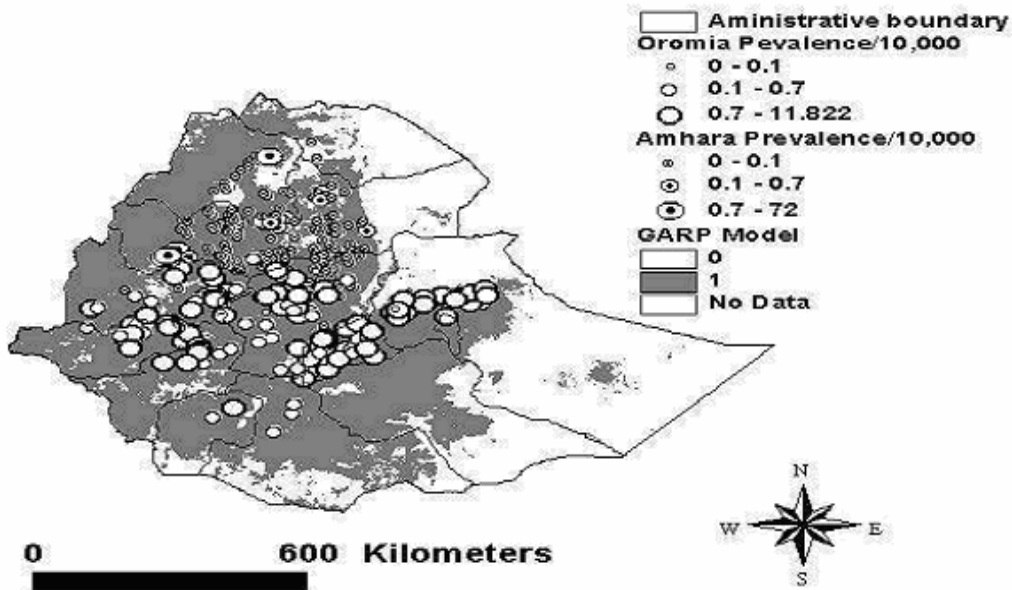 Aministrative boundary
Oromia Pevalence/10,000
0 - 0.1
0.1 - 0.7
0.7 - 11.822
Amhara Prevalence/10,000
0 - 0.1
0.1 - 0.7
0.7 - 72
GARP Model
0
1
No Data
N
W E
S
0 600 Kilometers